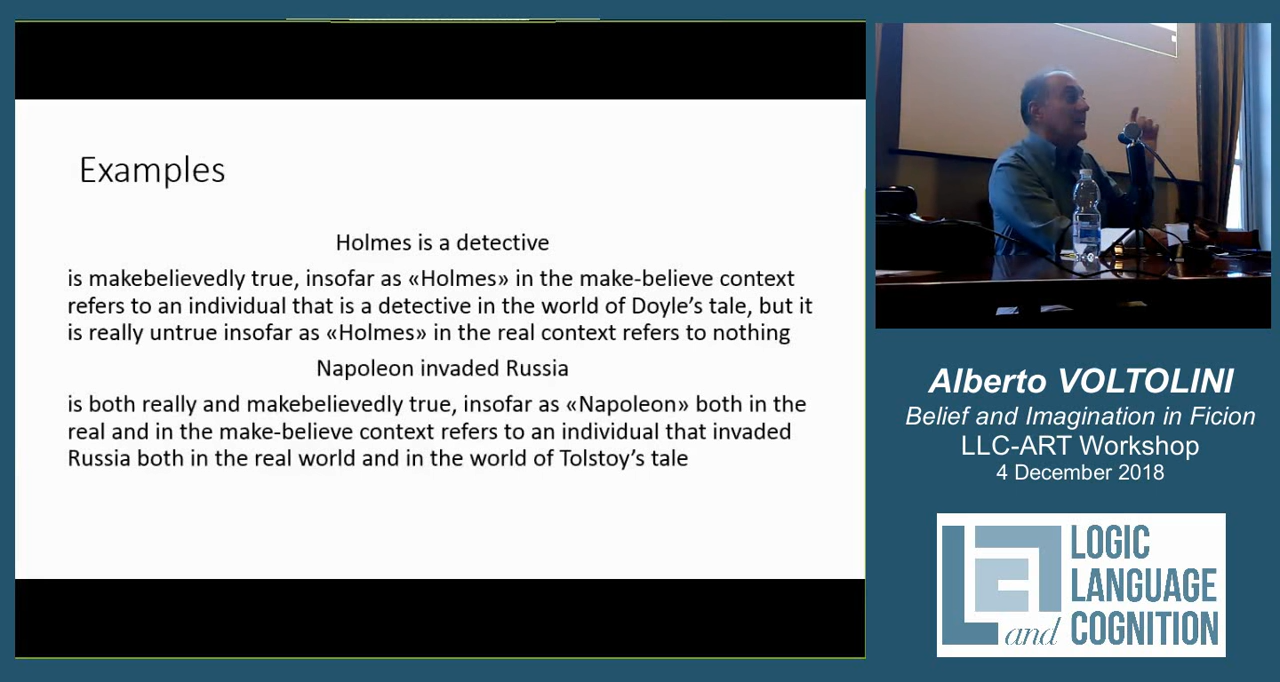 Examples
Holmes is a detective
is makebelievedly true, insofar as «Holmes» in the make-believe context
refers to an individual that is a detective in the world of Doyle's tale, but it
is really untrue insofar as «Holmes» in the real context refers to nothing
Napoleon invaded Russia
is both really and makebelievedly true, insofar as «Napoleon» both in the
real and in the make-believe context refers to an individual that invaded
Russia both in the real world and in the world of Tolstoy's tale
Alberto VOLTOLINI
Belief and Imagination in Ficion
LLC-ART Workshop
4 December 2018
LOGIC
LANGUAGE
and COGNITION